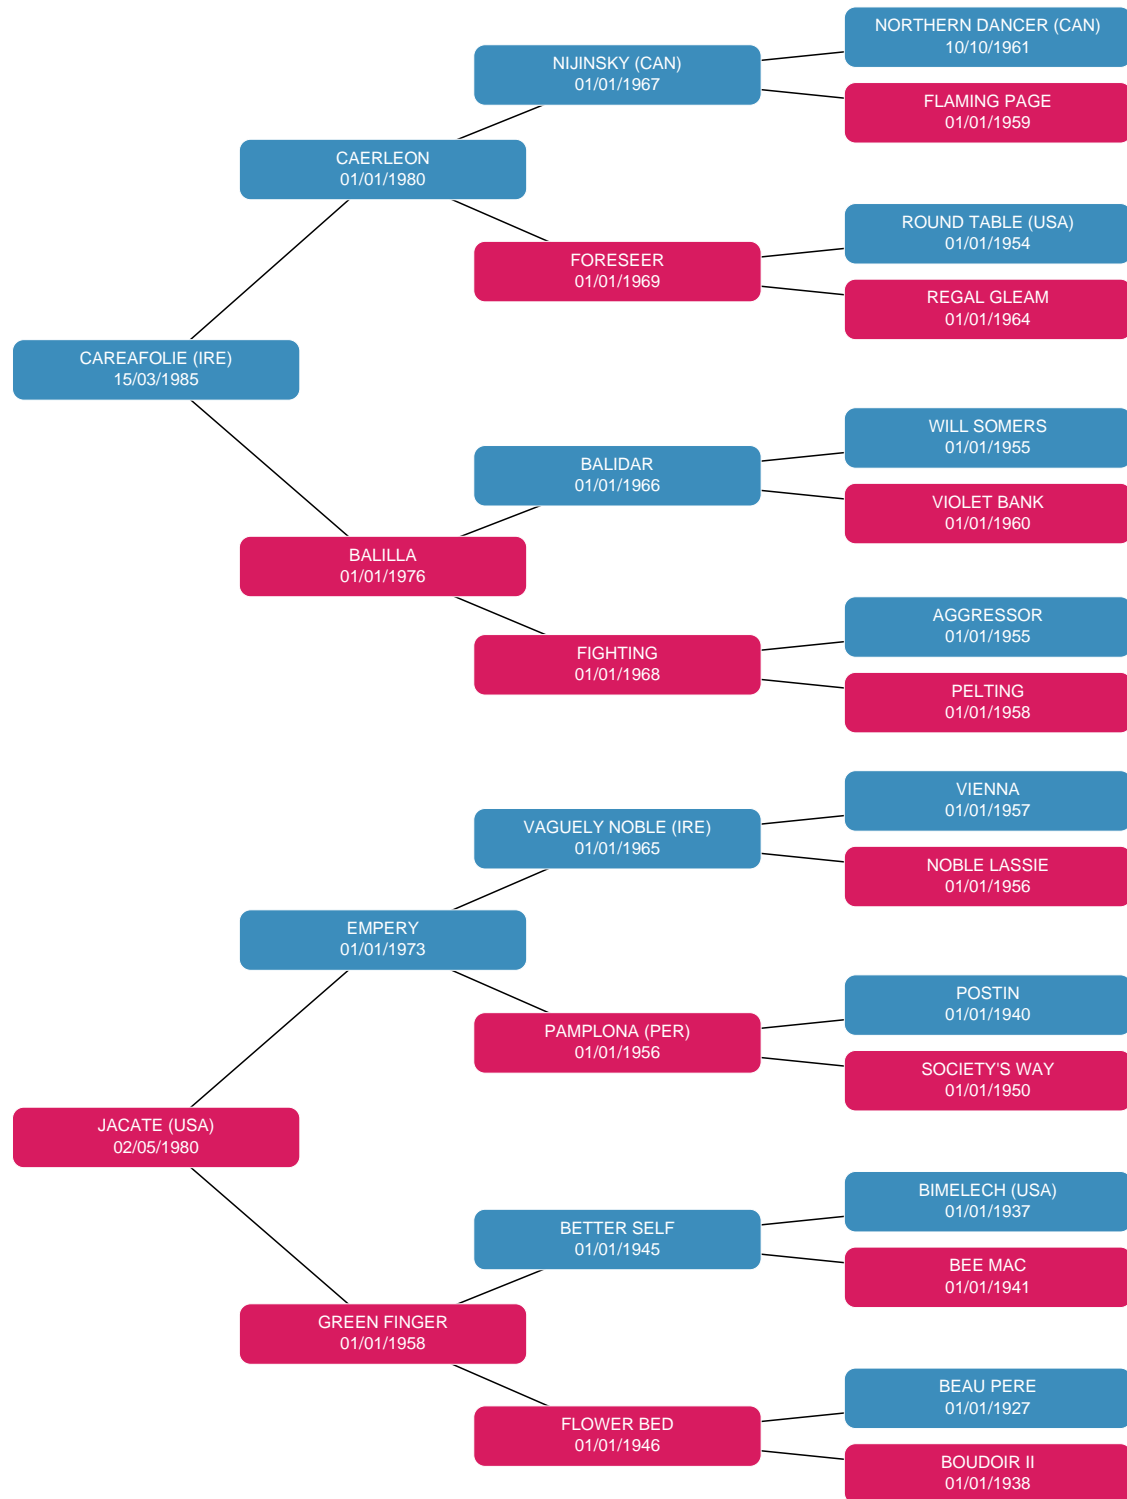 NORTHERN DANCER (CAN)
10/10/1961
NIJINSKY (CAN)
01/01/1967
FLAMING PAGE
01/01/1959
CAERLEON
01/01/1980
ROUND TABLE (USA)
01/01/1954
FORESEER
01/01/1969
REGAL GLEAM
01/01/1964
CAREAFOLIE (IRE)
15/03/1985
WILL SOMERS
01/01/1955
BALIDAR
01/01/1966
VIOLET BANK
01/01/1960
BALILLA
01/01/1976
AGGRESSOR
01/01/1955
FIGHTING
01/01/1968
PELTING
01/01/1958
VIENNA
01/01/1957
VAGUELY NOBLE (IRE)
01/01/1965
NOBLE LASSIE
01/01/1956
EMPERY
01/01/1973
POSTIN
01/01/1940
PAMPLONA (PER)
01/01/1956
SOCIETY'S WAY
01/01/1950
JACATE (USA)
02/05/1980
BIMELECH (USA)
01/01/1937
BETTER SELF
01/01/1945
BEE MAC
01/01/1941
GREEN FINGER
01/01/1958
BEAU PERE
01/01/1927
FLOWER BED
01/01/1946
BOUDOIR II
01/01/1938